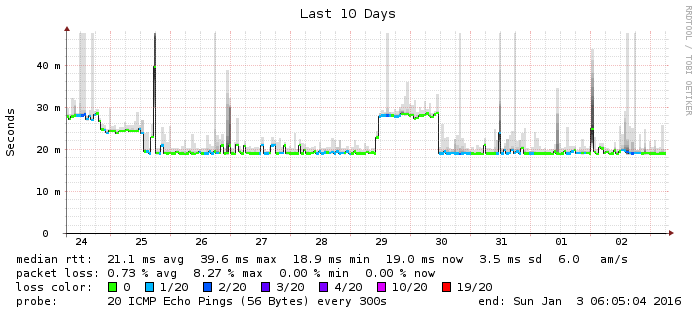 Last 10 Days
RRDTOOL / TOBI OETIKER
Seconds
40 m
30 m
20 m
10 m
0
24 25 26 27 28 29 30 31 01 02
median rtt: 21.1 ms avg 39.6 ms max 18.9 ms min 19.0 ms now 3.5 ms sd 6.0 am/s
packet loss: 0.73 % avg 8.27 % max 0.00 % min 0.00 % now
loss color: 0 1/20 2/20 3/20 4/20 10/20 19/20
probe: 20 ICMP Echo Pings (56 Bytes) every 300s end: Sun Jan 3 06:05:04 2016